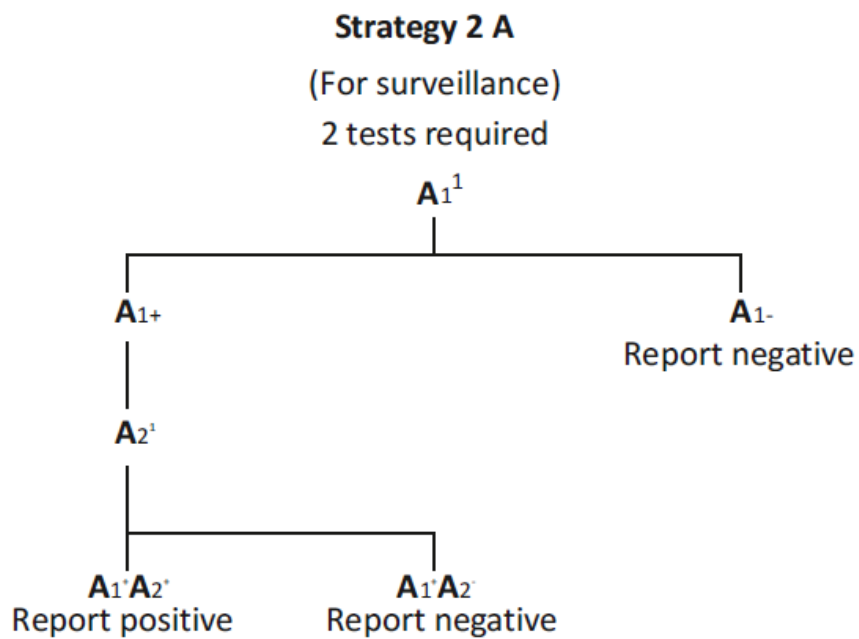 Strategy 2 A
(For surveillance)
2 tests required
A₁¹
A₁₊
A₁₋
Report negative
A₂¹
A₁⁺A₂⁺
A₁⁺A₂⁻
Report positive
Report negative